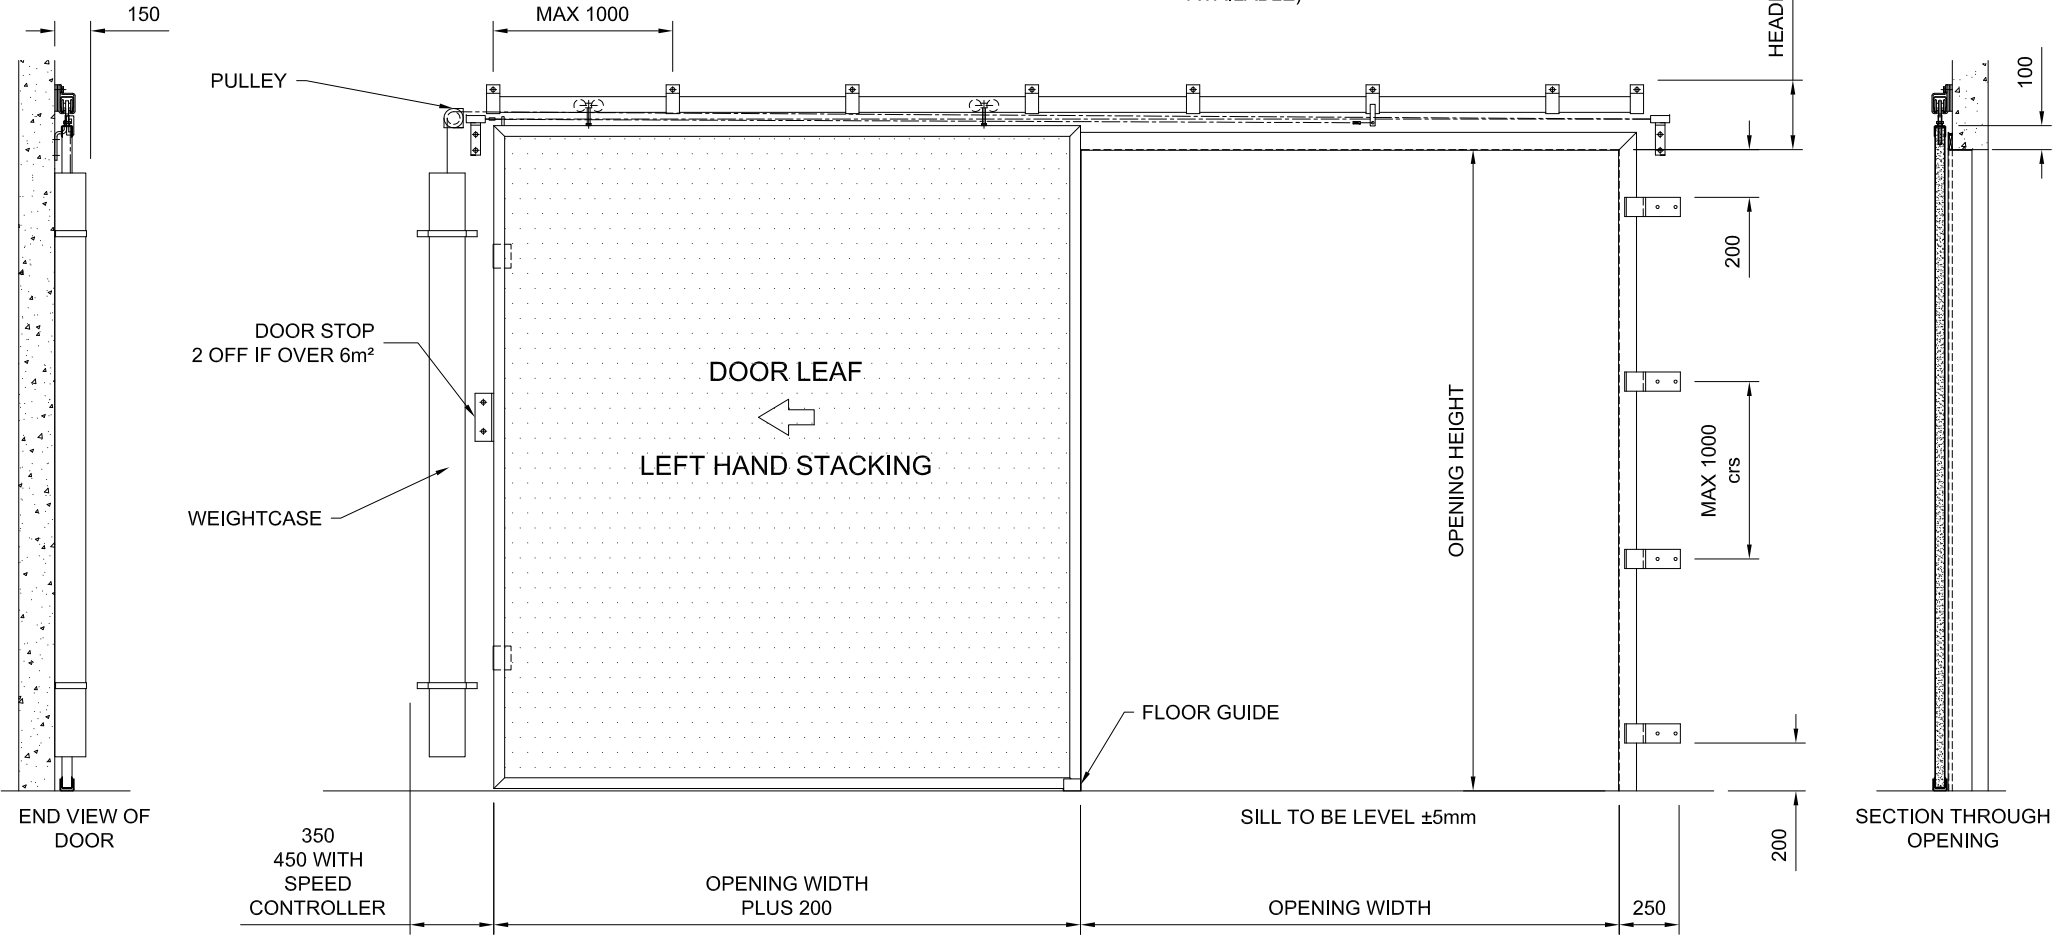 150
MAX 1000
PULLEY
100
200
DOOR STOP
2 OFF IF OVER 6m²
DOOR LEAF
LEFT HAND STACKING
OPENING HEIGHT
MAX 1000
crs
WEIGHTCASE
FLOOR GUIDE
END VIEW OF
DOOR
SILL TO BE LEVEL ±5mm
SECTION THROUGH
OPENING
200
350
450 WITH
SPEED
CONTROLLER
OPENING WIDTH
PLUS 200
OPENING WIDTH
250